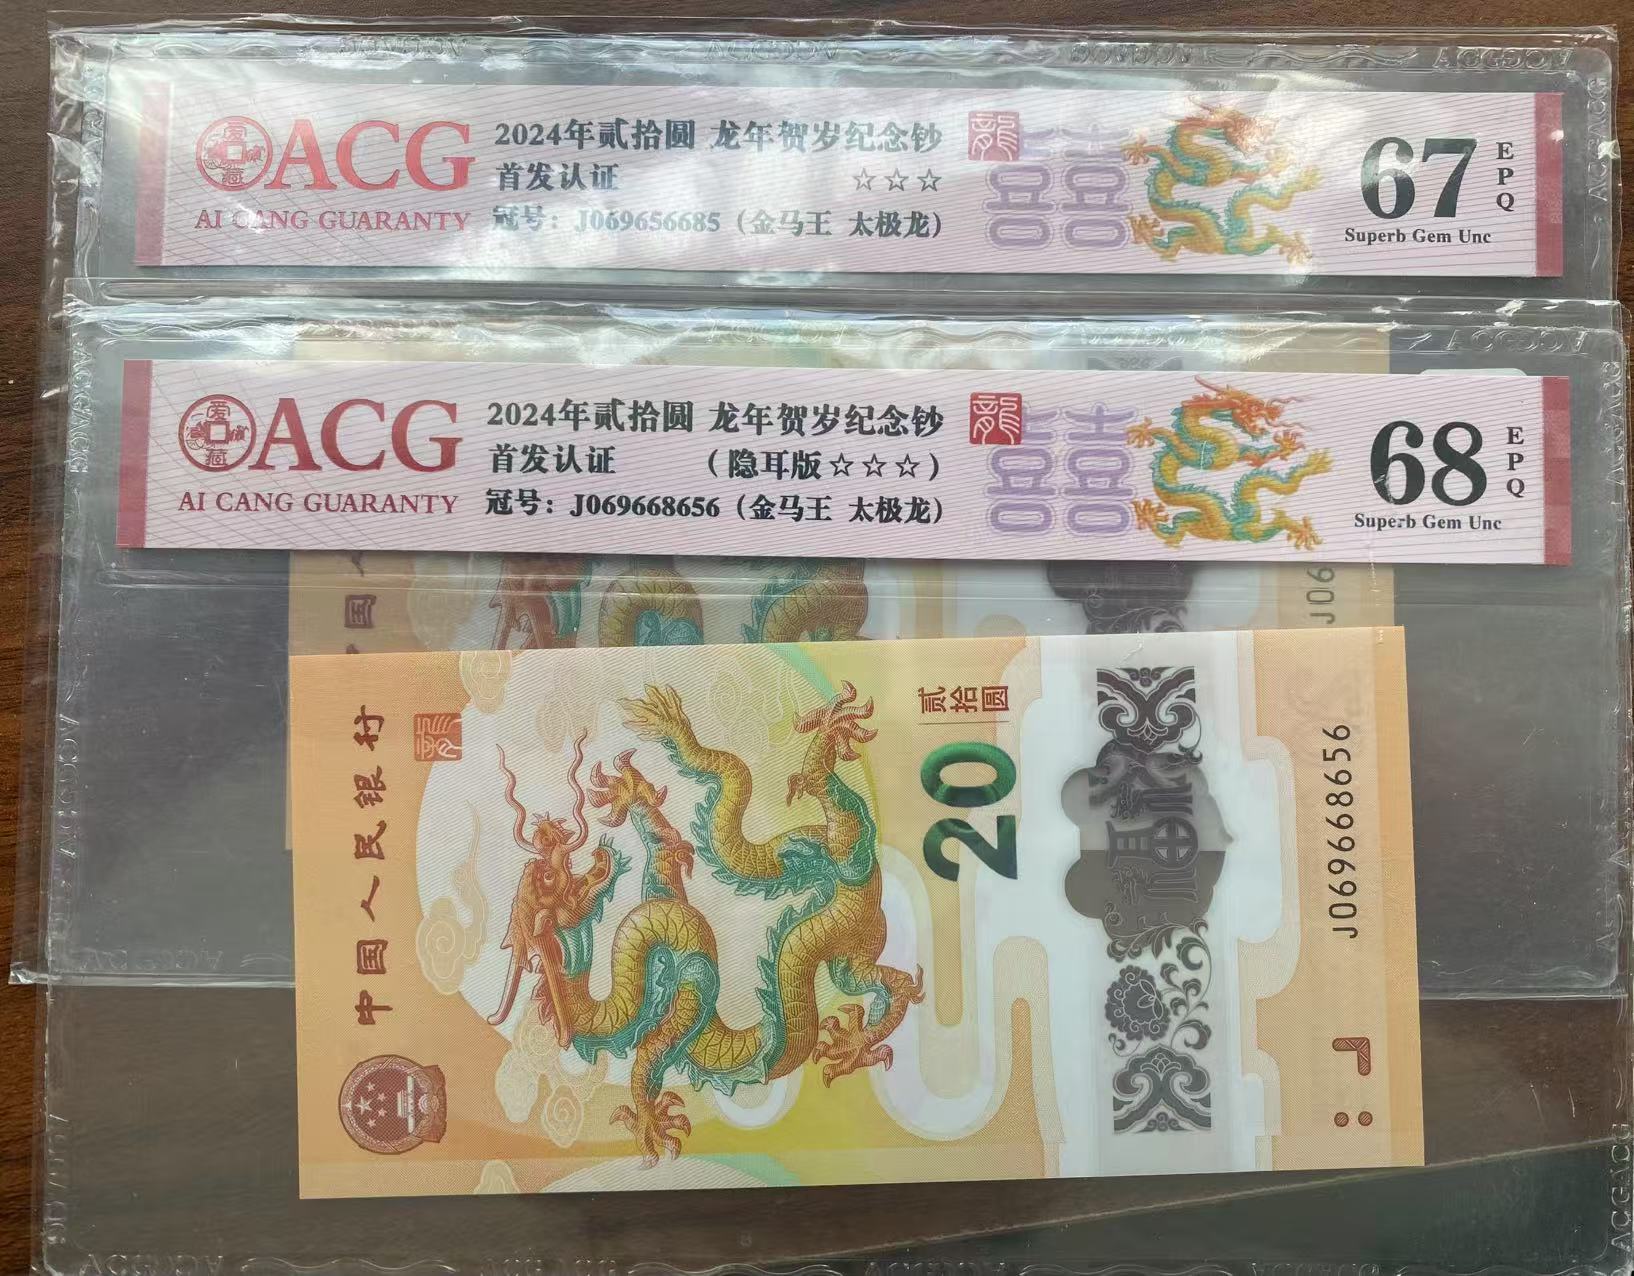 ACG
AI CANG GUARANTY
2024年贰拾圆 龙年贺岁纪念钞
首发认证 ☆☆☆
冠号：J069656685（金马王 太极龙）
67
EPQ
Superb Gem Unc
ACG
AI CANG GUARANTY
2024年贰拾圆 龙年贺岁纪念钞
首发认证 （隐耳版☆☆☆）
冠号：J069668656（金马王 太极龙）
68
EPQ
Superb Gem Unc
J06
中国人民银行
贰拾圆
20
J069668656